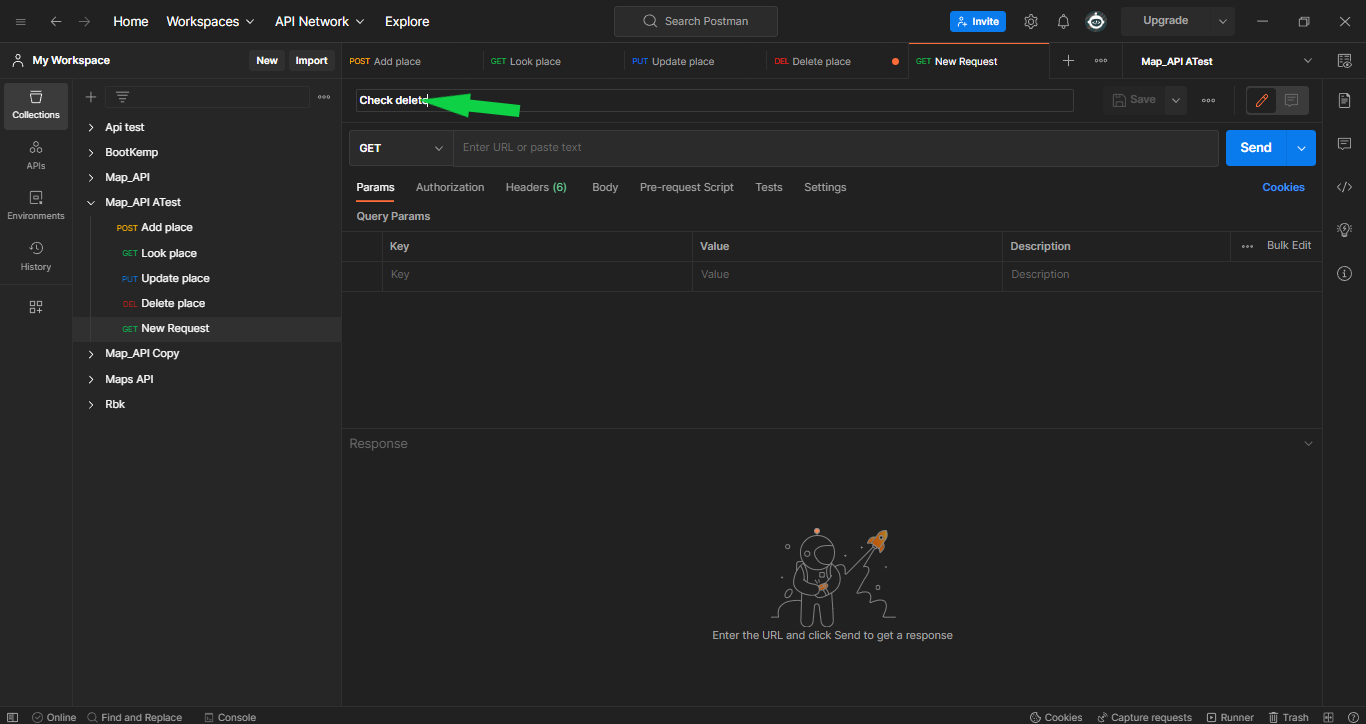 Home Workspaces API Network Explore Search Postman Invite Upgrade
My Workspace New Import POST Add place GET Look place PUT Update place DEL Delete place GET New Request Map_API ATest
Check delete Save
Collections
Api test
BootKemp
GET Enter URL or paste text Send
APIs
Map_API
Params Authorization Headers (6) Body Pre-request Script Tests Settings Cookies
Map_API ATest
Environments
Query Params
POST Add place
Key Value Description Bulk Edit
GET Look place
History
Key Value Description
PUT Update place
DEL Delete place
GET New Request
Map_API Copy
Maps API
Rbk
Response
Enter the URL and click Send to get a response
Online Find and Replace Console Cookies Capture requests Runner Trash